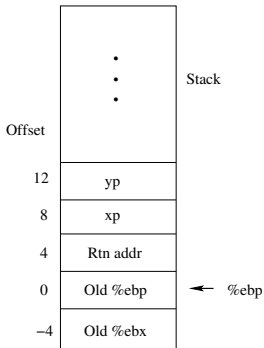 Stack
Offset
12 yp
8 xp
4 Rtn addr
0 Old %ebp %ebp
−4 Old %ebx